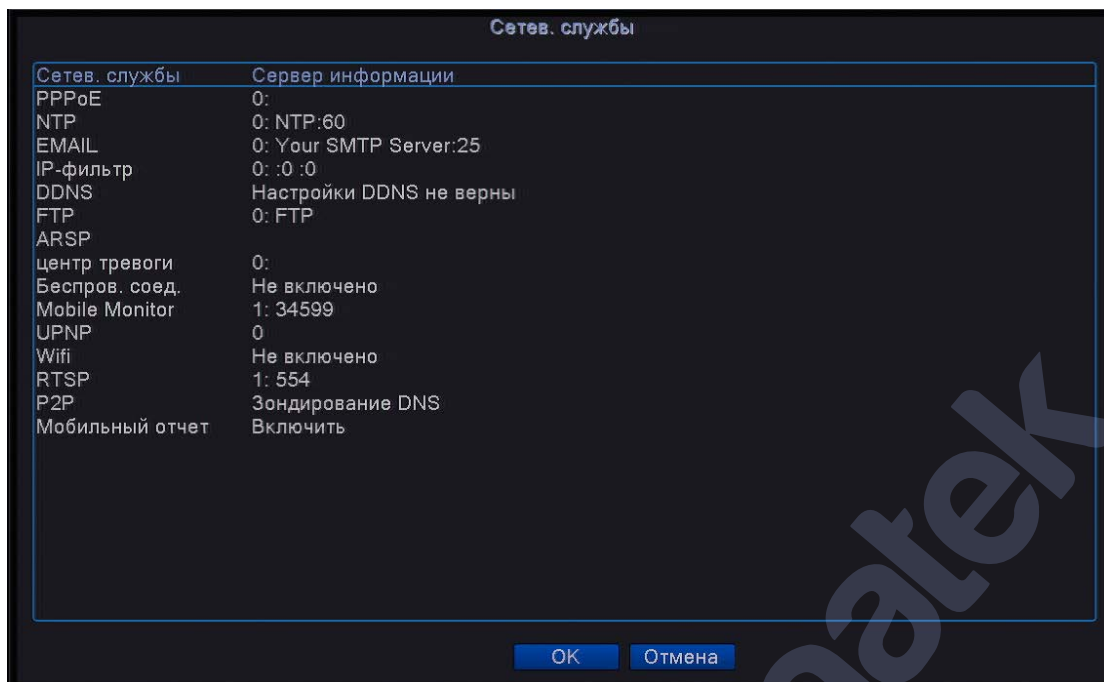 Сетев. службы
Сетев. службы Сервер информации
PPPoE 0:
NTP 0: NTP:60
EMAIL 0: Your SMTP Server:25
IP-фильтр 0: :0 :0
DDNS Настройки DDNS не верны
FTP 0: FTP
ARSP
центр тревоги 0:
Беспров. соед. Не включено
Mobile Monitor 1: 34599
UPNP 0
Wifi Не включено
RTSP 1: 554
P2P Зондирование DNS
Мобильный отчет Включить
OK Отмена